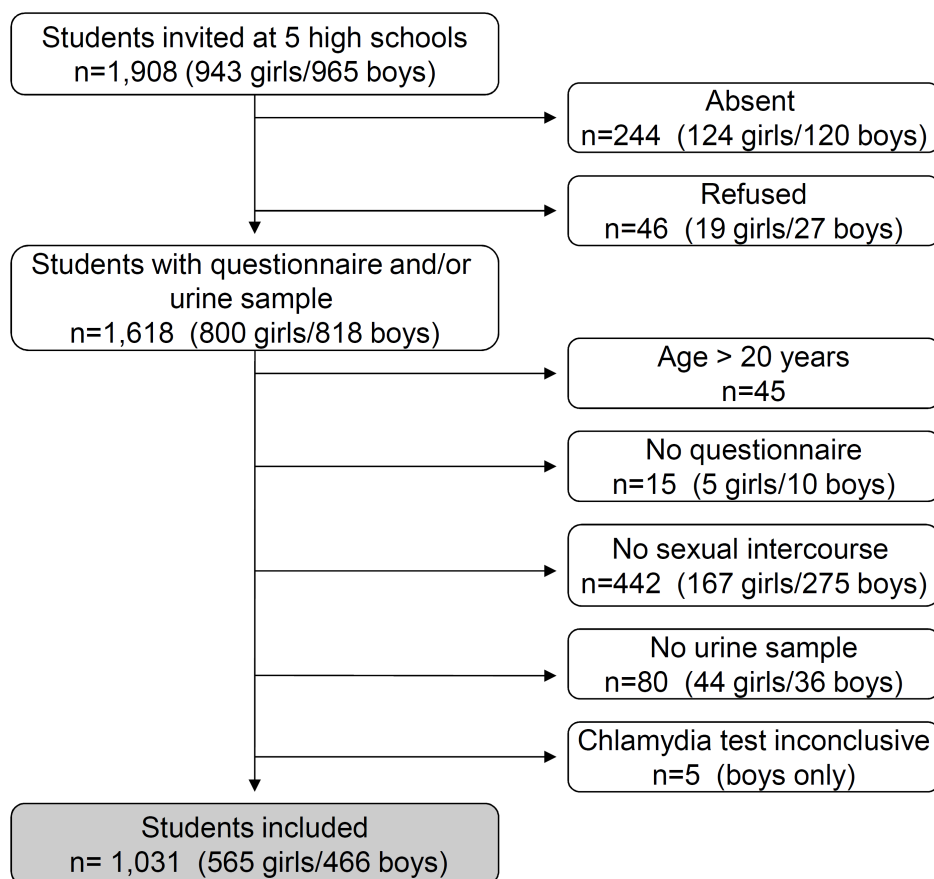 Students invited at 5 high schools
n=1,908 (943 girls/965 boys)
Absent
n=244 (124 girls/120 boys)
Refused
n=46 (19 girls/27 boys)
Students with questionnaire and/or
urine sample
n=1,618 (800 girls/818 boys)
Age > 20 years
n=45
No questionnaire
n=15 (5 girls/10 boys)
No sexual intercourse
n=442 (167 girls/275 boys)
No urine sample
n=80 (44 girls/36 boys)
Chlamydia test inconclusive
n=5 (boys only)
Students included
n= 1,031 (565 girls/466 boys)